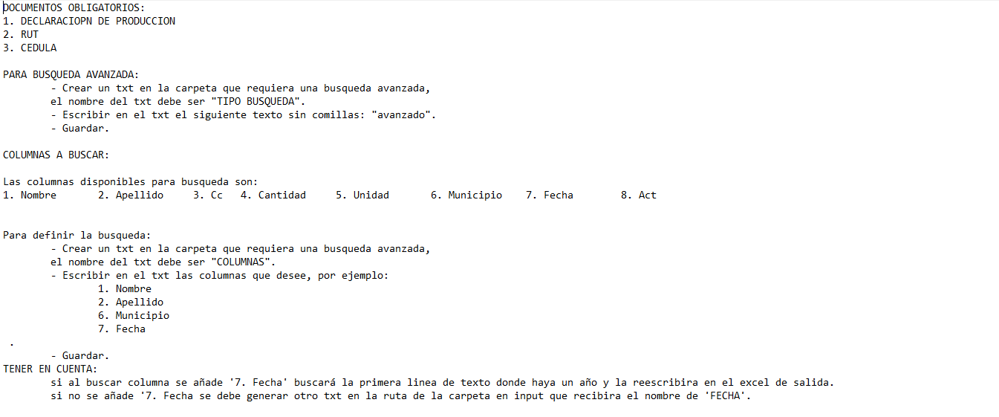 DOCUMENTOS OBLIGATORIOS:
1. DECLARACIOPN DE PRODUCCION
2. RUT
3. CEDULA
PARA BUSQUEDA AVANZADA:
- Crear un txt en la carpeta que requiera una busqueda avanzada,
el nombre del txt debe ser "TIPO BUSQUEDA".
- Escribir en el txt el siguiente texto sin comillas: "avanzado".
- Guardar.
COLUMNAS A BUSCAR:
Las columnas disponibles para busqueda son:
1. Nombre 2. Apellido 3. Cc 4. Cantidad 5. Unidad 6. Municipio 7. Fecha 8. Act
Para definir la busqueda:
- Crear un txt en la carpeta que requiera una busqueda avanzada,
el nombre del txt debe ser "COLUMNAS".
- Escribir en el txt las columnas que desee, por ejemplo:
1. Nombre
2. Apellido
6. Municipio
7. Fecha
.
- Guardar.
TENER EN CUENTA:
si al buscar columna se añade '7. Fecha' buscará la primera linea de texto donde haya un año y la reescribira en el excel de salida.
si no se añade '7. Fecha se debe generar otro txt en la ruta de la carpeta en input que recibira el nombre de 'FECHA'.